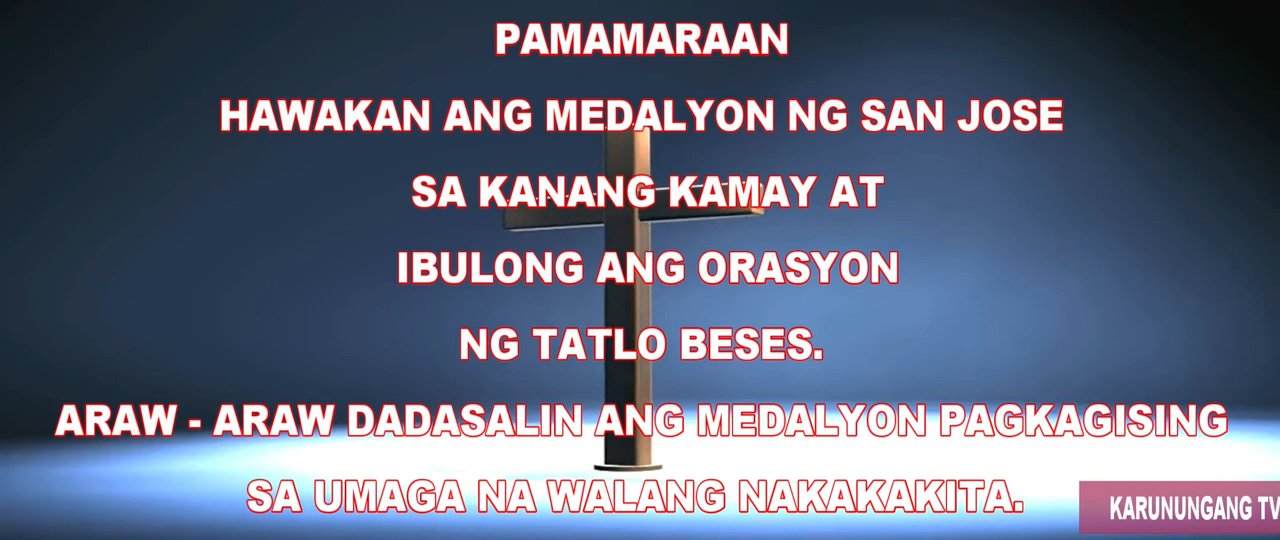 PAMAMARAAN
HAWAKAN ANG MEDALYON NG SAN JOSE
SA KANANG KAMAY AT
IBULONG ANG ORASYON
NG TATLO BESES.
ARAW - ARAW DADASALIN ANG MEDALYON PAGKAGISING
SA UMAGA NA WALANG NAKAKAKITA.
KARUNUNGANG TV